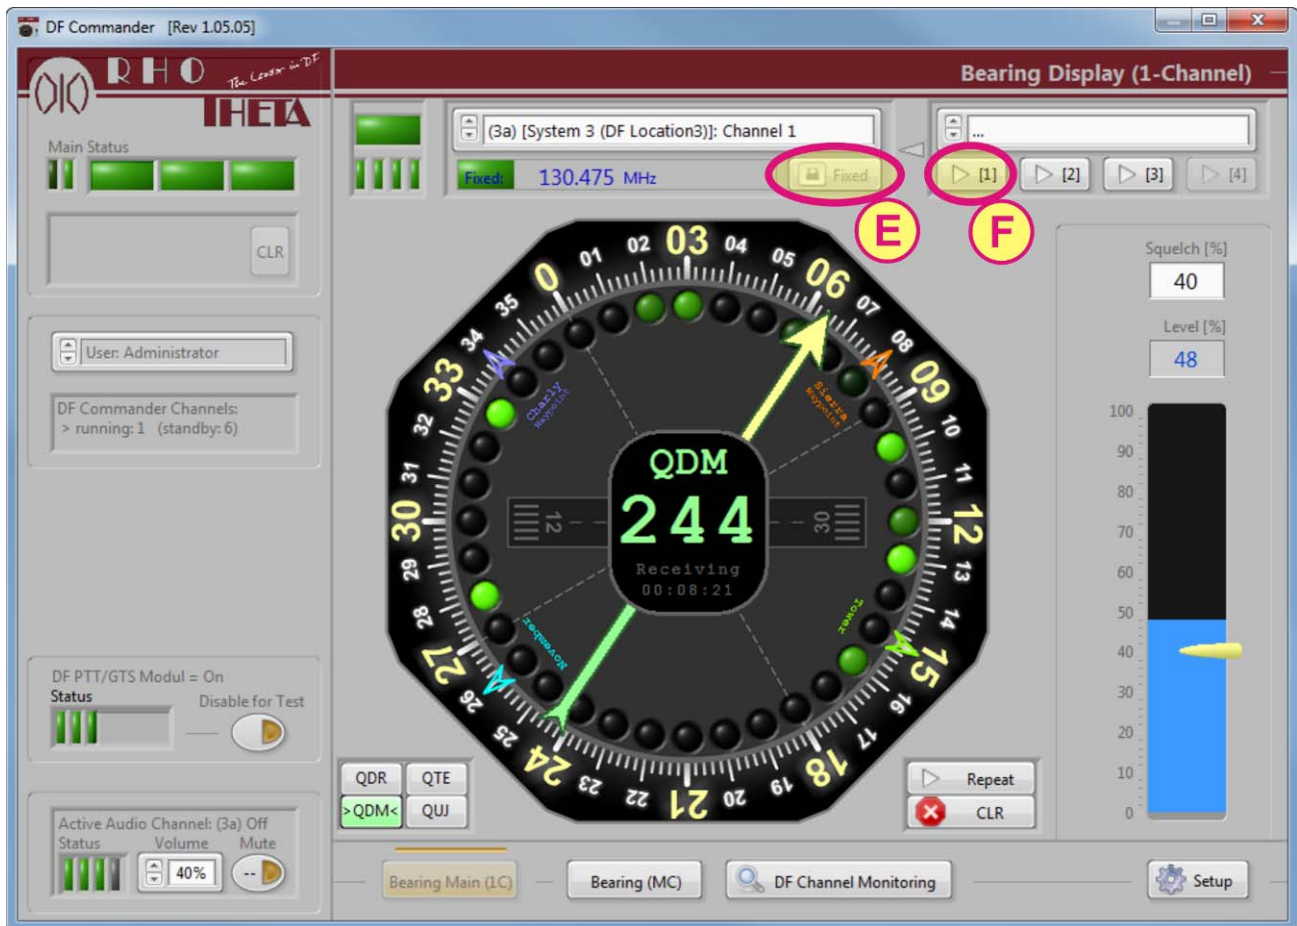 DF Commander [Rev 1.05.05]
RHO
The Leader in DF
THETA
Bearing Display (1-Channel)
Main Status
CLR
User: Administrator
DF Commander Channels:
> running: 1 (standby: 6)
DF PTT/GTS Modul = On
Status
Disable for Test
Active Audio Channel: (3a) Off
Status Volume Mute
40% --
(3a) [System 3 (DF Location3)]: Channel 1
...
Fixed: 130.475 MHz Fixed
[1] [2] [3] [4]
E
F
0 01 02 03 04 05 06 07 08 09 10 11 12 13 14 15 16 17 18 19 20 21 22 23 24 25 26 27 28 29 30 31 32 33 34 35
Charly
Waypoint
Sierra
Waypoint
Tower
November
12
30
QDM
244
Receiving
00:08:21
QDR QTE
>QDM< QUJ
Repeat
CLR
Squelch [%]
40
Level [%]
48
100
90
80
70
60
50
40
30
20
10
0
Bearing Main (1C)
Bearing (MC)
DF Channel Monitoring
Setup